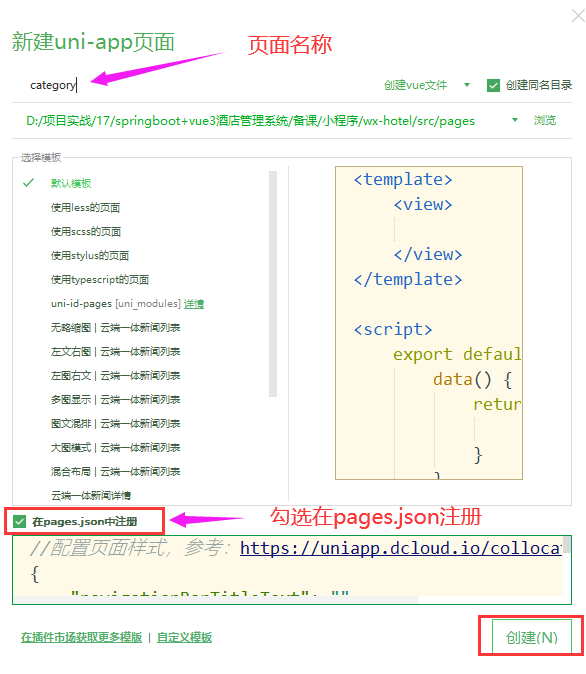 新建uni-app页面
页面名称
category
创建vue文件
创建同名目录
D:/项目实战/17/springboot+vue3酒店管理系统/备课/小程序/wx-hotel/src/pages
浏览
选择模板
默认模板
使用less的页面
使用scss的页面
使用stylus的页面
使用typescript的页面
uni-id-pages [uni_modules] 详情
无略缩图 | 云端一体新闻列表
左文右图 | 云端一体新闻列表
左图右文 | 云端一体新闻列表
多图显示 | 云端一体新闻列表
图文混排 | 云端一体新闻列表
大图模式 | 云端一体新闻列表
混合布局 | 云端一体新闻列表
云端一体新闻详情
<template>
<view>
</view>
</template>
<script>
export defaul
data() {
retur
}
在pages.json中注册
勾选在pages.json注册
//配置页面样式，参考：https://uniapp.dcloud.io/colloca
{
"navigationBarTitleText": ""
在插件市场获取更多模版 | 自定义模板
创建(N)